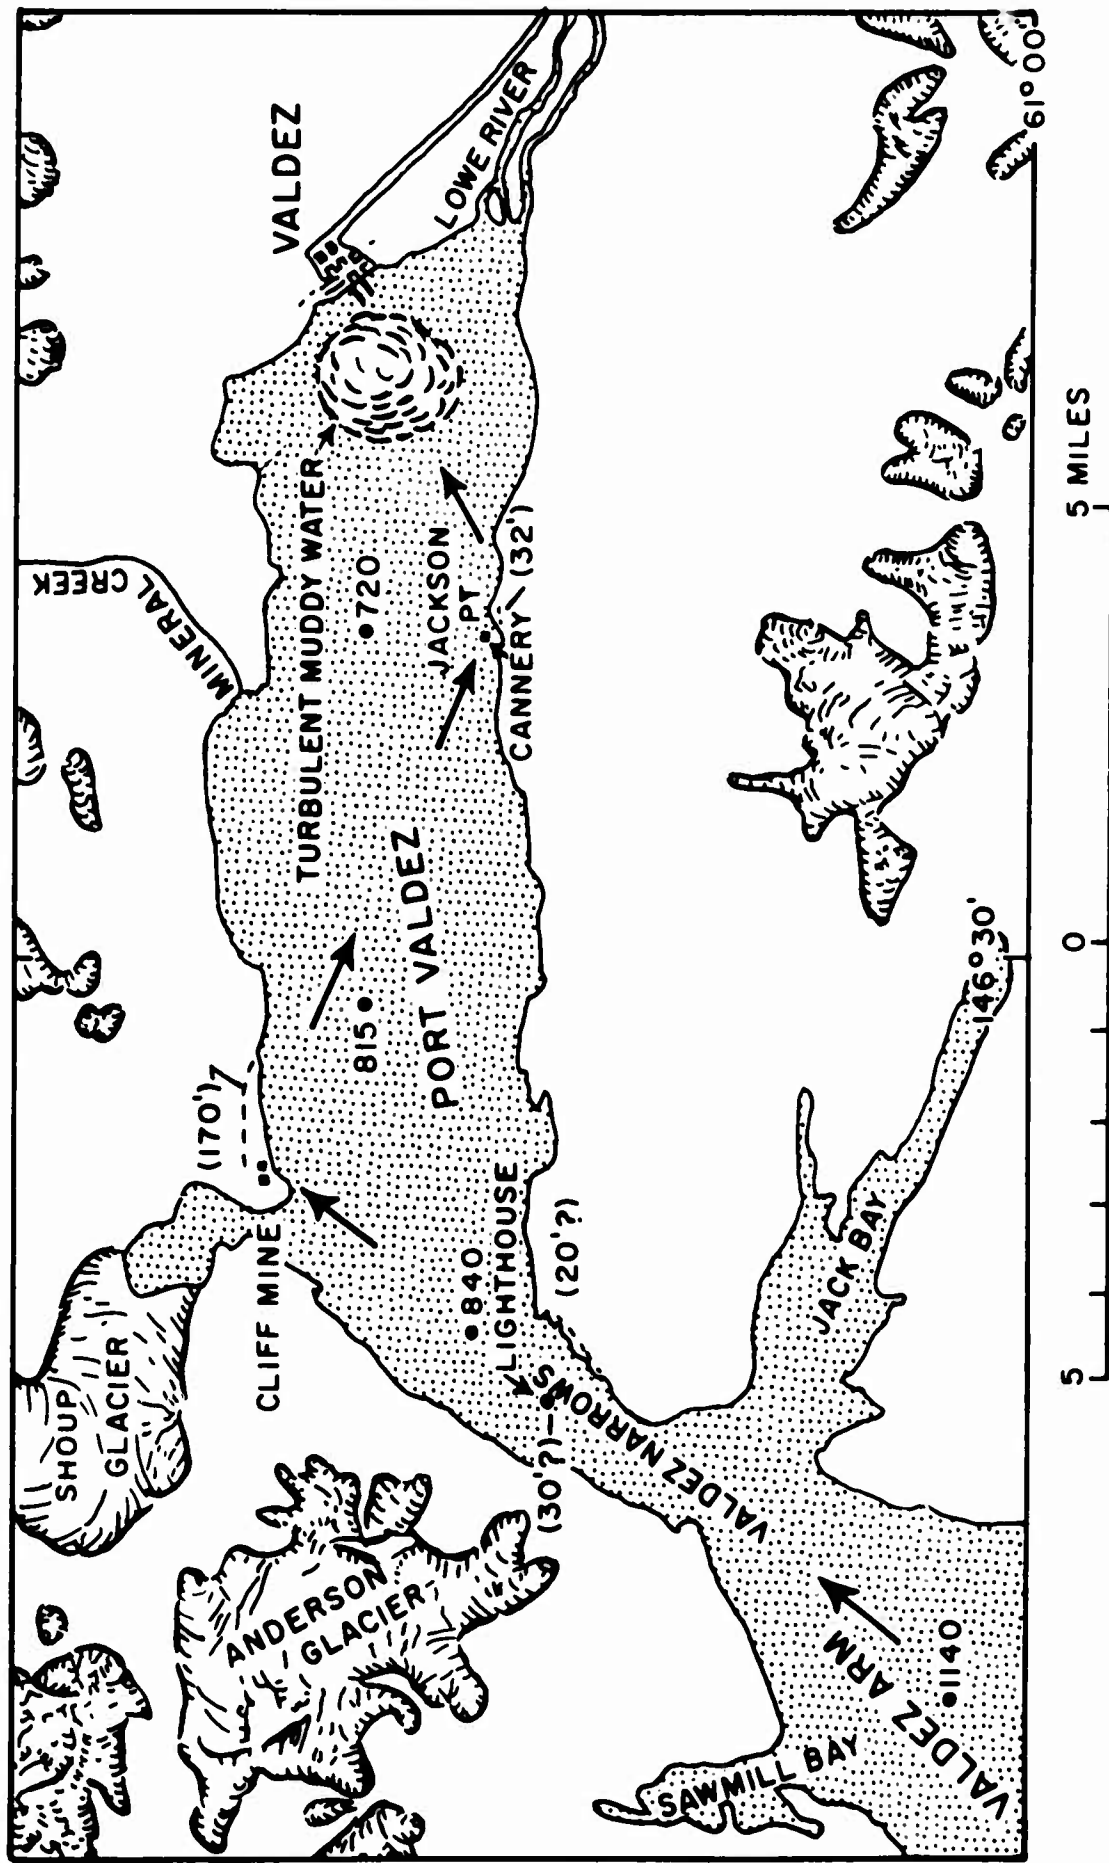 SHOUP
GLACIER
ANDERSON
GLACIER
CLIFF MINE
(170')
MINERAL CREEK
VALDEZ
LOWE RIVER
TURBULENT MUDDY WATER
720
815
PORT VALDEZ
JACKSON
PT
CANNERY (32')
840
LIGHTHOUSE
(20'?)
(30'?)
VALDEZ NARROWS
JACK BAY
SAWMILL BAY
VALDEZ ARM
1140
146°30'
61°00'
5
0
5 MILES